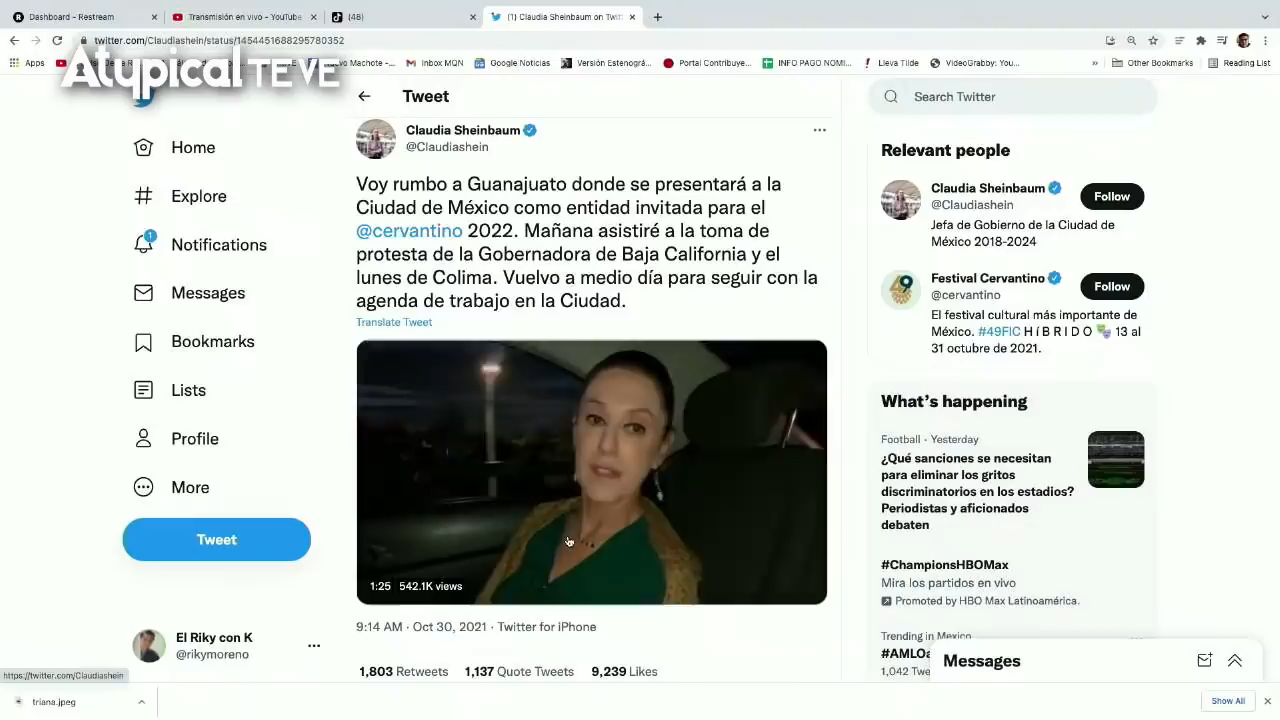 Dashboard - Restream
Transmisión en vivo - YouTube
(48)
(1) Claudia Sheinbaum on Twit
twitter.com/Claudiashein/status/1454451688295780352
Apps
Nuevo Machote -...
Inbox MQN
Google Noticias
Versión Estenográ...
Portal Contribuye...
INFO PAGO NOMI...
Lleva Tilde
VideoGrabby: You...
»
Other Bookmarks
Reading List
Atypical TEVE
Home
Explore
1
Notifications
Messages
Bookmarks
Lists
Profile
More
Tweet
El Riky con K
@rikymoreno
Tweet
Claudia Sheinbaum
@Claudiashein
Voy rumbo a Guanajuato donde se presentará a la
Ciudad de México como entidad invitada para el
@cervantino 2022. Mañana asistiré a la toma de
protesta de la Gobernadora de Baja California y el
lunes de Colima. Vuelvo a medio día para seguir con la
agenda de trabajo en la Ciudad.
Translate Tweet
1:25 542.1K views
9:14 AM · Oct 30, 2021 · Twitter for iPhone
1,803 Retweets 1,137 Quote Tweets 9,239 Likes
Search Twitter
Relevant people
Claudia Sheinbaum
@Claudiashein
Follow
Jefa de Gobierno de la Ciudad de
México 2018-2024
Festival Cervantino
@cervantino
Follow
El festival cultural más importante de
México. #49FIC H í B R I D O 13 al
31 octubre de 2021.
What's happening
Football · Yesterday
¿Qué sanciones se necesitan
para eliminar los gritos
discriminatorios en los estadios?
Periodistas y aficionados
debaten
#ChampionsHBOMax
Mira los partidos en vivo
Promoted by HBO Max Latinoamérica.
Trending in Mexico
#AMLO
1,042 Twe
Messages
https://twitter.com/Claudiashein
triana.jpeg
Show All